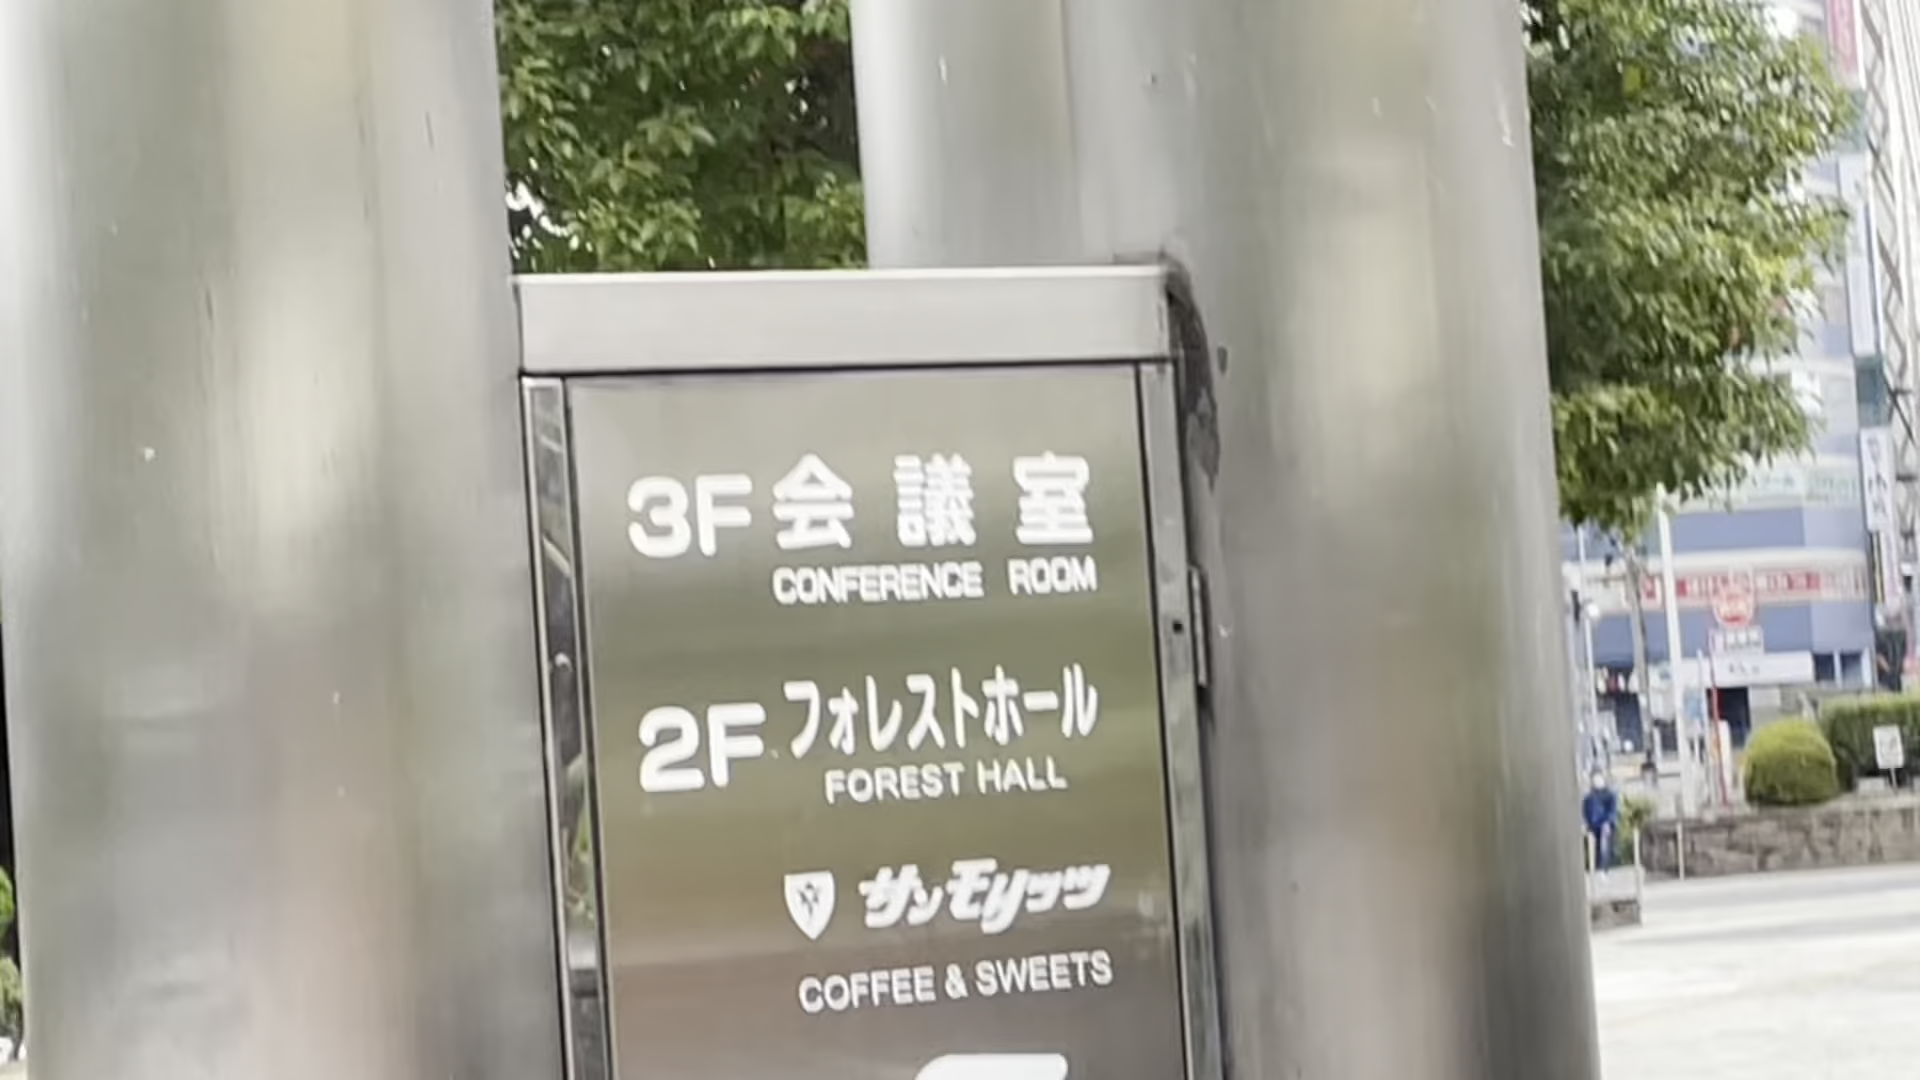 3F 会議室
CONFERENCE ROOM
2F フォレストホール
FOREST HALL
サンモリッツ
COFFEE & SWEETS